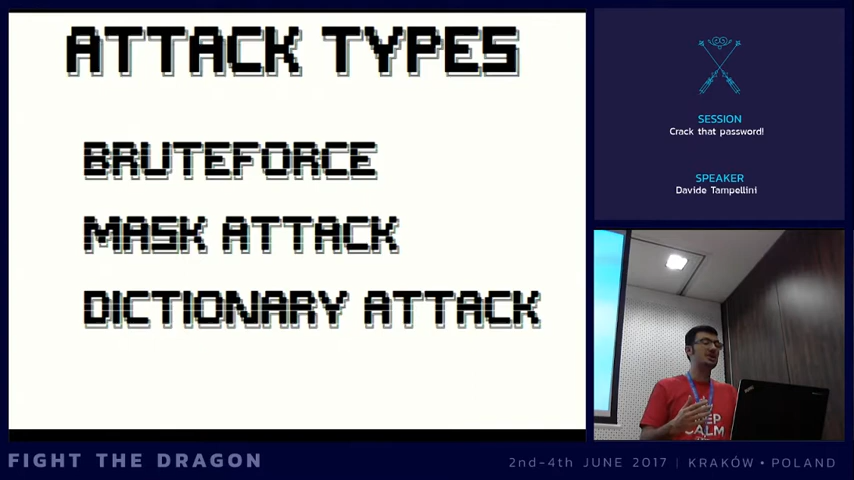 ATTACK TYPES
BRUTEFORCE
MASK ATTACK
DICTIONARY ATTACK
SESSION
Crack that password!
SPEAKER
Davide Tampellini
CALM
FIGHT THE DRAGON
2nd-4th JUNE 2017 | KRAKÓW • POLAND